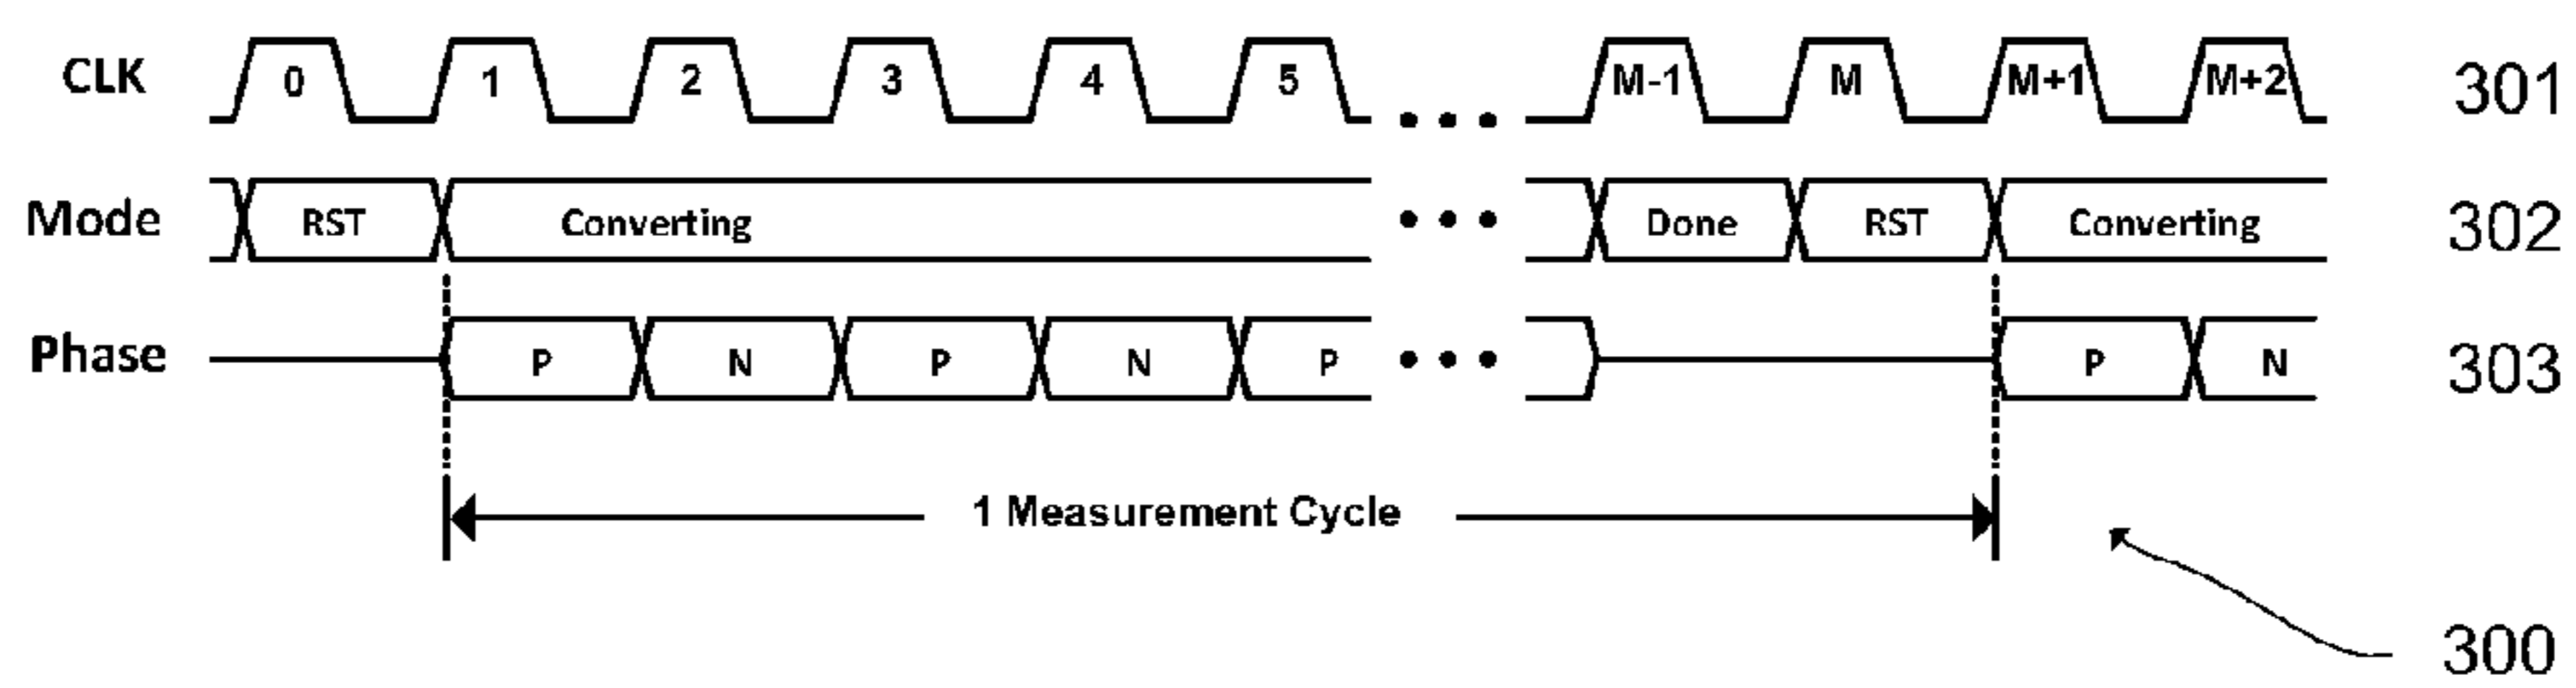 CLK 0 1 2 3 4 5 M-1 M M+1 M+2 301
Mode RST Converting Done RST Converting 302
Phase P N P N P P N 303
1 Measurement Cycle
300